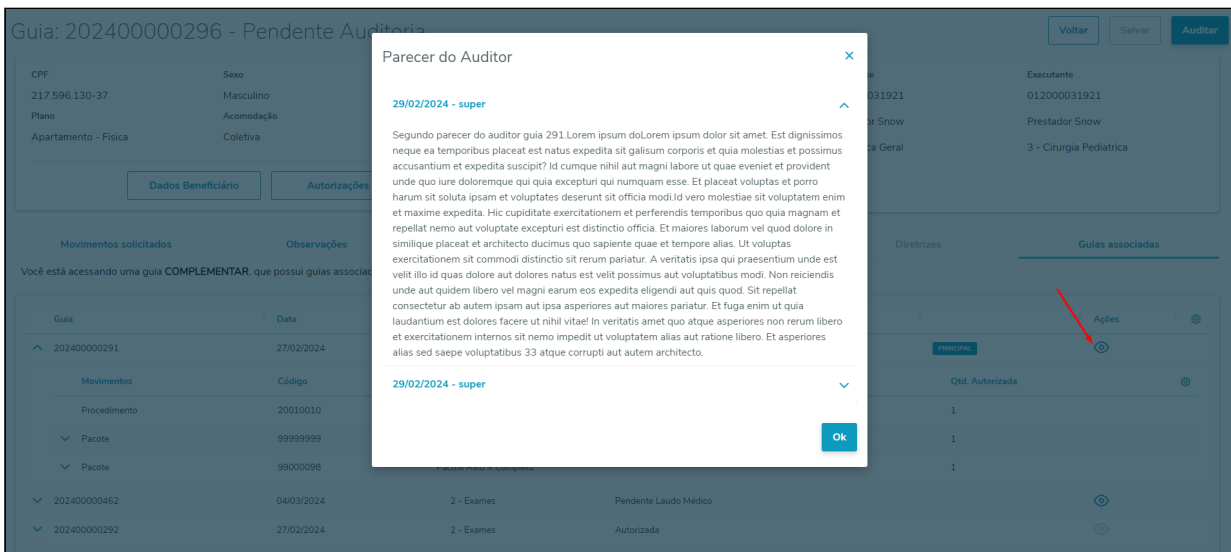 Guia: 202400000296 - Pendente Auditoria
Voltar
Salvar
Auditar
CPF
Sexo
Executante
217.596.130-37
Masculino
031921
012000031921
Plano
Acomodação
or Snow
Prestador Snow
Apartamento - Fisica
Coletiva
ca Geral
3 - Cirurgia Pediatrica
Dados Beneficiário
Autorizações
Movimentos solicitados
Observações
Diretrizes
Guias associadas
Você está acessando uma guia COMPLEMENTAR, que possui guias associad
Guia
Data
Ações
202400000291
27/02/2024
PRINCIPAL
Movimentos
Código
Qtd. Autorizada
Procedimento
20010010
1
Pacote
99999999
1
Pacote
99000098
Pacote Raio X Completo
1
202400000462
04/03/2024
2 - Exames
Pendente Laudo Médico
202400000292
27/02/2024
2 - Exames
Autorizada
Parecer do Auditor
29/02/2024 - super
Segundo parecer do auditor guia 291.Lorem ipsum doLorem ipsum dolor sit amet. Est dignissimos
neque ea temporibus placeat est natus expedita sit galisum corporis et quia molestias et possimus
accusantium et expedita suscipit? Id cumque nihil aut magni labore ut quae eveniet et provident
unde quo iure doloremque qui quia excepturi qui numquam esse. Et placeat voluptas et porro
harum sit soluta ipsam et voluptates deserunt sit officia modi.Id vero molestiae sit voluptatem enim
et maxime expedita. Hic cupiditate exercitationem et perferendis temporibus quo quia magnam et
repellat nemo aut voluptate excepturi est distinctio officia. Et maiores laborum vel quod dolore in
similique placeat et architecto ducimus quo sapiente quae et tempore alias. Ut voluptas
exercitationem sit commodi distinctio sit rerum pariatur. A veritatis ipsa qui praesentium unde est
velit illo id quas dolore aut dolores natus est velit possimus aut voluptatibus modi. Non reiciendis
unde aut quidem libero vel magni earum eos expedita eligendi aut quis quod. Sit repellat
consectetur ab autem ipsam aut ipsa asperiores aut maiores pariatur. Et fuga enim ut quia
laudantium est dolores facere ut nihil vitae! In veritatis amet quo atque asperiores non rerum libero
et exercitationem internos sit nemo impedit ut voluptatem alias aut ratione libero. Et asperiores
alias sed saepe voluptatibus 33 atque corrupti aut autem architecto.
29/02/2024 - super
Ok